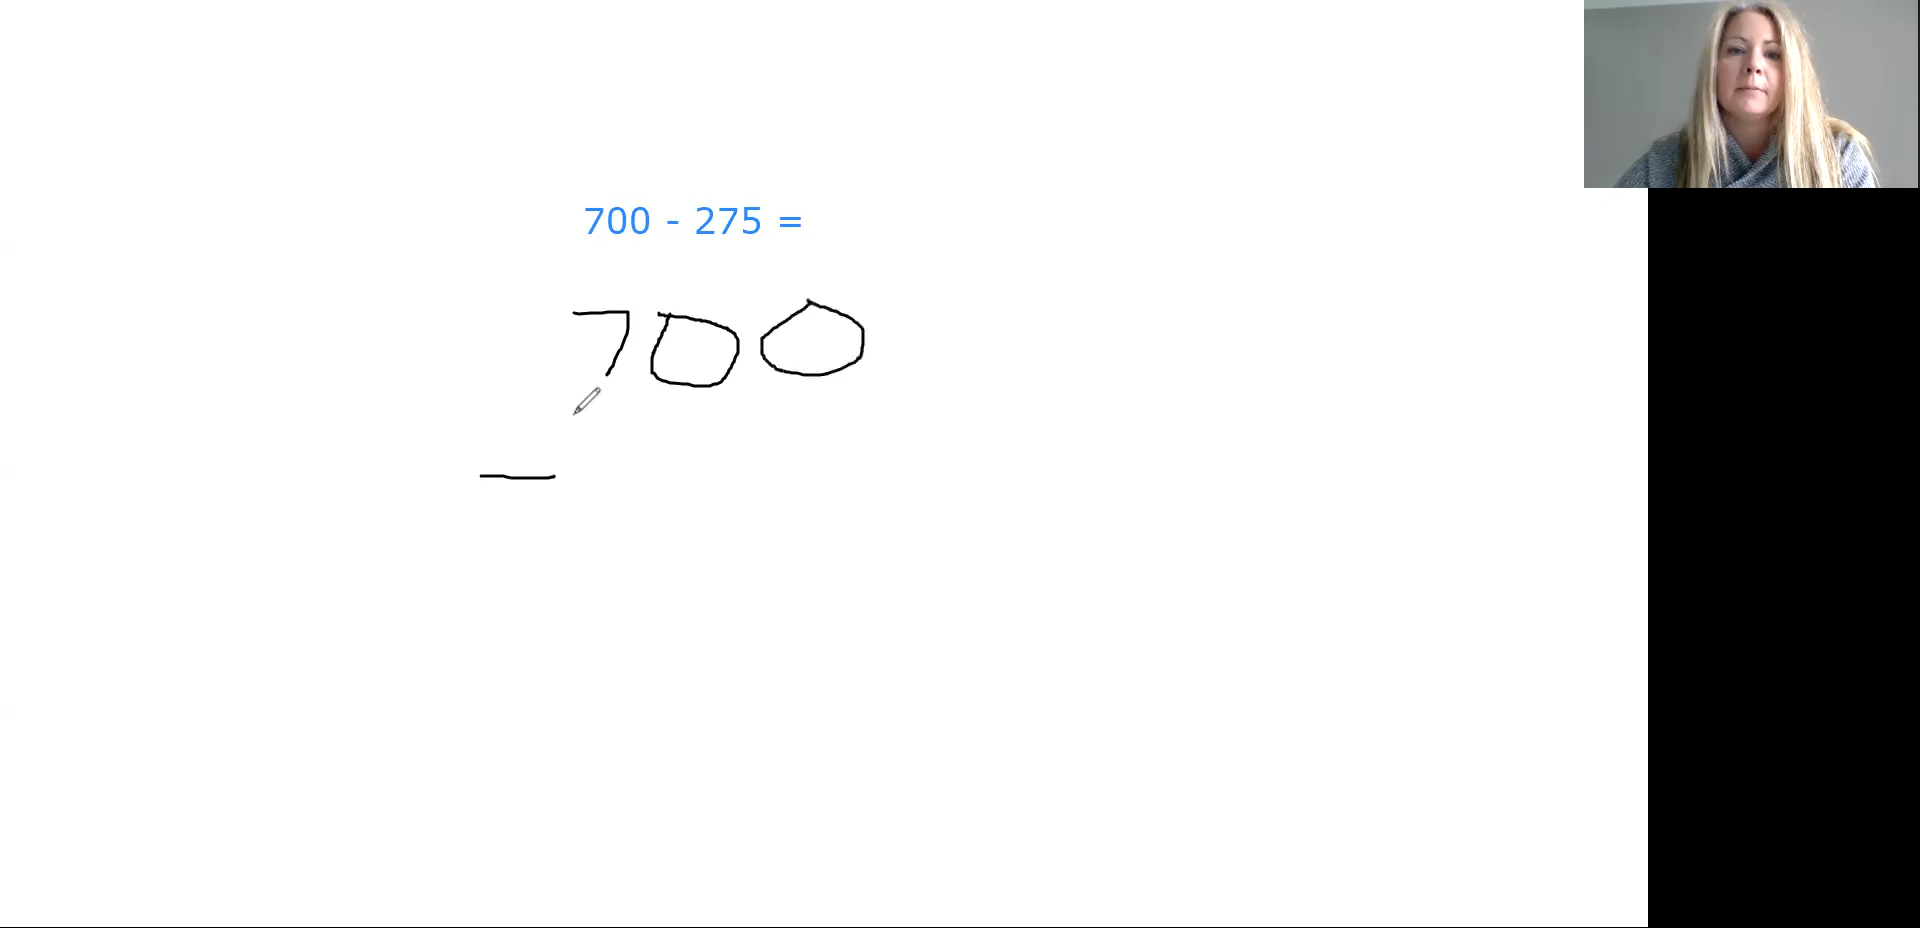 700 - 275 =
700
—